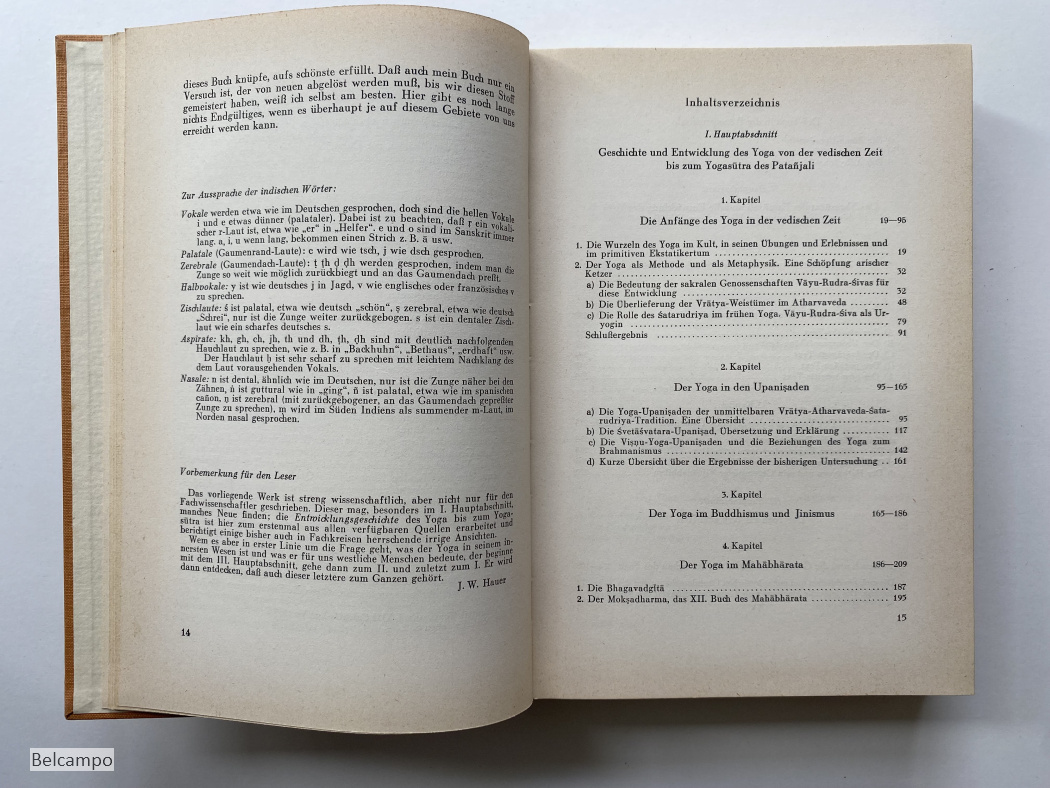 dieses Buch knüpfe, aufs schönste erfüllt. Daß auch mein Buch nur ein
Versuch ist, der von neuen abgelöst werden muß, bis wir diesen Stoff
gemeistert haben, weiß ich selbst am besten. Hier gibt es noch lange
nichts Endgültiges, wenn es überhaupt je auf diesem Gebiete von uns
erreicht werden kann.
Zur Aussprache der indischen Wörter:
Vokale werden etwa wie im Deutschen gesprochen, doch sind die hellen Vokale
i und e etwas dünner (palataler). Dabei ist zu beachten, daß ṛ ein vokali-
scher r-Laut ist, etwa wie „er" in „Helfer". e und o sind im Sanskrit immer
lang. a, i, u wenn lang, bekommen einen Strich z. B. ā usw.
Palatale (Gaumenrand-Laute): c wird wie tsch, j wie dsch gesprochen.
Zerebrale (Gaumendach-Laute): ṭ ṭh ḍ ḍh werden gesprochen, indem man die
Zunge so weit wie möglich zurückbiegt und an das Gaumendach preßt.
Halbvokale: y ist wie deutsches j in Jagd, v wie englisches oder französisches v
zu sprechen.
Zischlaute: ś ist palatal, etwa wie deutsch „schön", ṣ zerebral, etwa wie deutsch
„Schrei", nur ist die Zunge weiter zurückgebogen. s ist ein dentaler Zisch-
laut wie ein scharfes deutsches s.
Aspirate: kh, gh, ch, jh, th und dh, ṭh, ḍh sind mit deutlich nachfolgendem
Hauchlaut zu sprechen, wie z. B. in „Backhuhn", „Bethaus", „erdhaft" usw.
Der Hauchlaut ḥ ist sehr scharf zu sprechen mit leichtem Nachklang des
dem Laut vorausgehenden Vokals.
Nasale: n ist dental, ähnlich wie im Deutschen, nur ist die Zunge näher bei den
Zähnen, ṅ ist guttural wie in „ging", ñ ist palatal, etwa wie im spanischen
cañon, ṇ ist zerebral (mit zurückgebogener, an das Gaumendach gepreßter
Zunge zu sprechen), ṃ wird im Süden Indiens als summender m-Laut, im
Norden nasal gesprochen.
Vorbemerkung für den Leser
Das vorliegende Werk ist streng wissenschaftlich, aber nicht nur für den
Fachwissenschaftler geschrieben. Dieser mag, besonders im I. Hauptabschnitt,
manches Neue finden; die Entwicklungsgeschichte des Yoga bis zum Yoga-
sūtra ist hier zum erstenmal aus allen verfügbaren Quellen erarbeitet und
berichtigt einige bisher auch in Fachkreisen herrschende irrige Ansichten.
Wem es aber in erster Linie um die Frage geht, was der Yoga in seinem in-
nersten Wesen ist und was er für uns westliche Menschen bedeute, der beginne
mit dem III. Hauptabschnitt, gehe dann zum II. und zuletzt zum I. Er wird
dann entdecken, daß auch dieser letztere zum Ganzen gehört.
J. W. Hauer
14
Inhaltsverzeichnis
I. Hauptabschnitt
Geschichte und Entwicklung des Yoga von der vedischen Zeit
bis zum Yogasūtra des Patañjali
1. Kapitel
Die Anfänge des Yoga in der vedischen Zeit 19—95
1. Die Wurzeln des Yoga im Kult, in seinen Übungen und Erlebnissen und
im primitiven Ekstatikertum ........ 19
2. Der Yoga als Methode und als Metaphysik. Eine Schöpfung arischer
Ketzer ........ 32
a) Die Bedeutung der sakralen Genossenschaften Vāyu-Rudra-Śivas für
diese Entwicklung ........ 32
b) Die Überlieferung der Vrātya-Weistümer im Atharvaveda ........ 48
c) Die Rolle des Śatarudriya im frühen Yoga. Vāyu-Rudra-Śiva als Ur-
yogin ........ 79
Schlußergebnis ........ 91
2. Kapitel
Der Yoga in den Upaniṣaden 95—165
a) Die Yoga-Upaniṣaden der unmittelbaren Vrātya-Atharvaveda-Śata-
rudriya-Tradition. Eine Übersicht ........ 95
b) Die Śvetāśvatara-Upaniṣad, Übersetzung und Erklärung ........ 117
c) Die Viṣṇu-Yoga-Upaniṣaden und die Beziehungen des Yoga zum
Brahmanismus ........ 142
d) Kurze Übersicht über die Ergebnisse der bisherigen Untersuchung .. 161
3. Kapitel
Der Yoga im Buddhismus und Jinismus 165—186
4. Kapitel
Der Yoga im Mahābhārata 186—209
1. Die Bhagavadgītā ........ 187
2. Der Mokṣadharma, das XII. Buch des Mahābhārata ........ 195
15
Belcampo